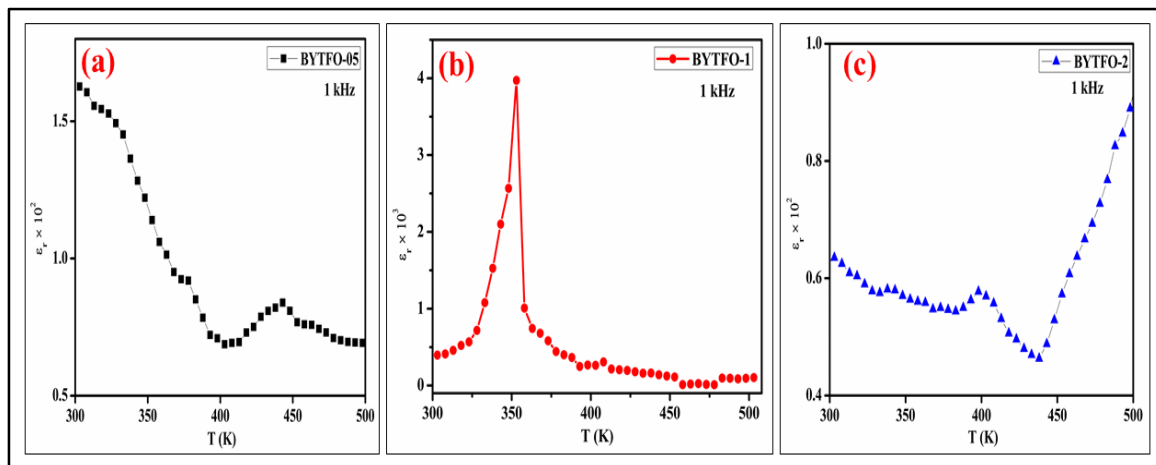 (a)
BYTFO-05
1 kHz
εr × 10²
1.5
1.0
0.5
300
350
400
450
500
T (K)
(b)
BYTFO-1
1 kHz
εr × 10³
4
3
2
1
0
300
350
400
450
500
T (K)
(c)
BYTFO-2
1 kHz
εr × 10²
1.0
0.8
0.6
0.4
300
350
400
450
500
T (K)